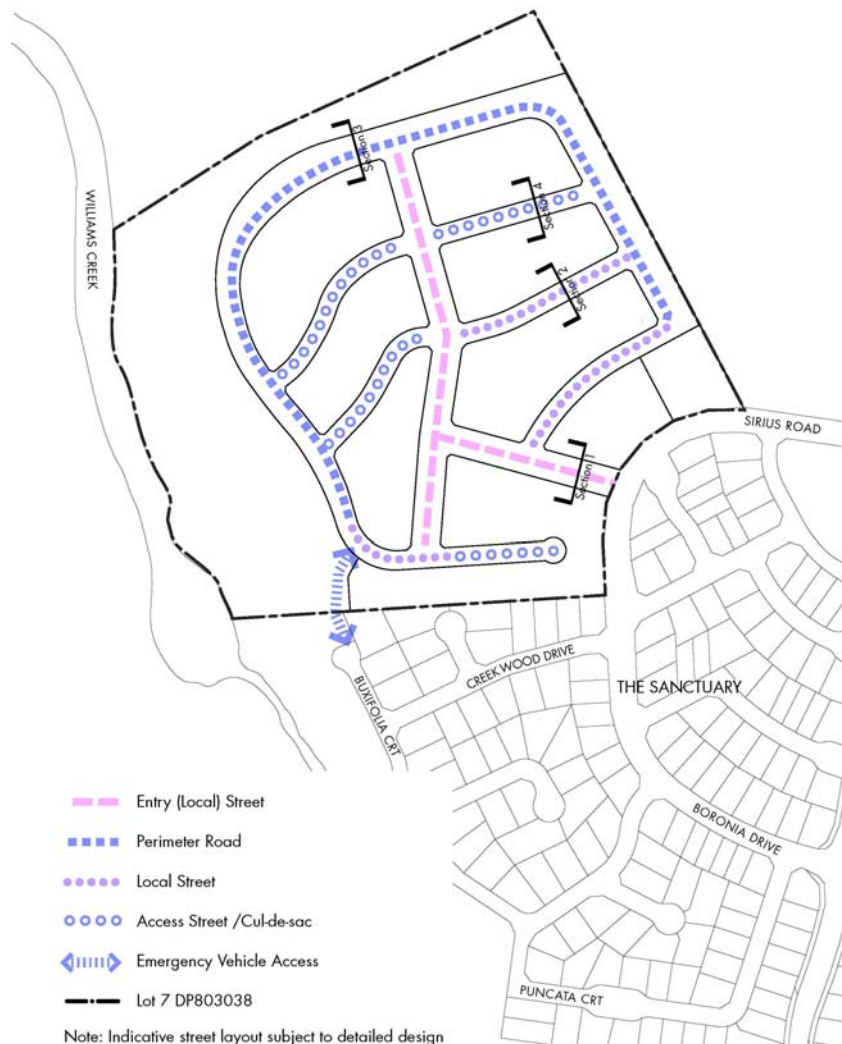 Section 3
Section 4
Section 2
WILLIAMS CREEK
SIRIUS ROAD
Section 1
CREEKWOOD DRIVE
THE SANCTUARY
BUXIFOLIA CRT
BORONIA DRIVE
PUNCATA CRT
Entry (Local) Street
Perimeter Road
Local Street
Access Street /Cul-de-sac
Emergency Vehicle Access
Lot 7 DP803038
Note: Indicative street layout subject to detailed design